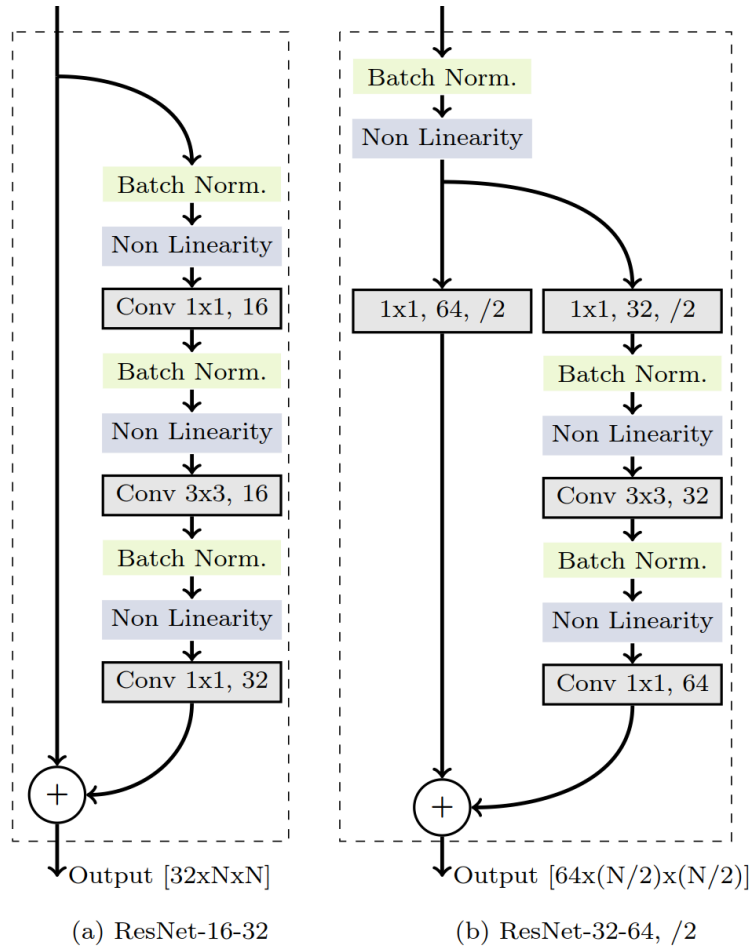 Batch Norm.
Non Linearity
Conv 1x1, 16
Batch Norm.
Non Linearity
Conv 3x3, 16
Batch Norm.
Non Linearity
Conv 1x1, 32
+
Output [32xNxN]
(a) ResNet-16-32
Batch Norm.
Non Linearity
1x1, 64, /2
1x1, 32, /2
Batch Norm.
Non Linearity
Conv 3x3, 32
Batch Norm.
Non Linearity
Conv 1x1, 64
+
Output [64x(N/2)x(N/2)]
(b) ResNet-32-64, /2